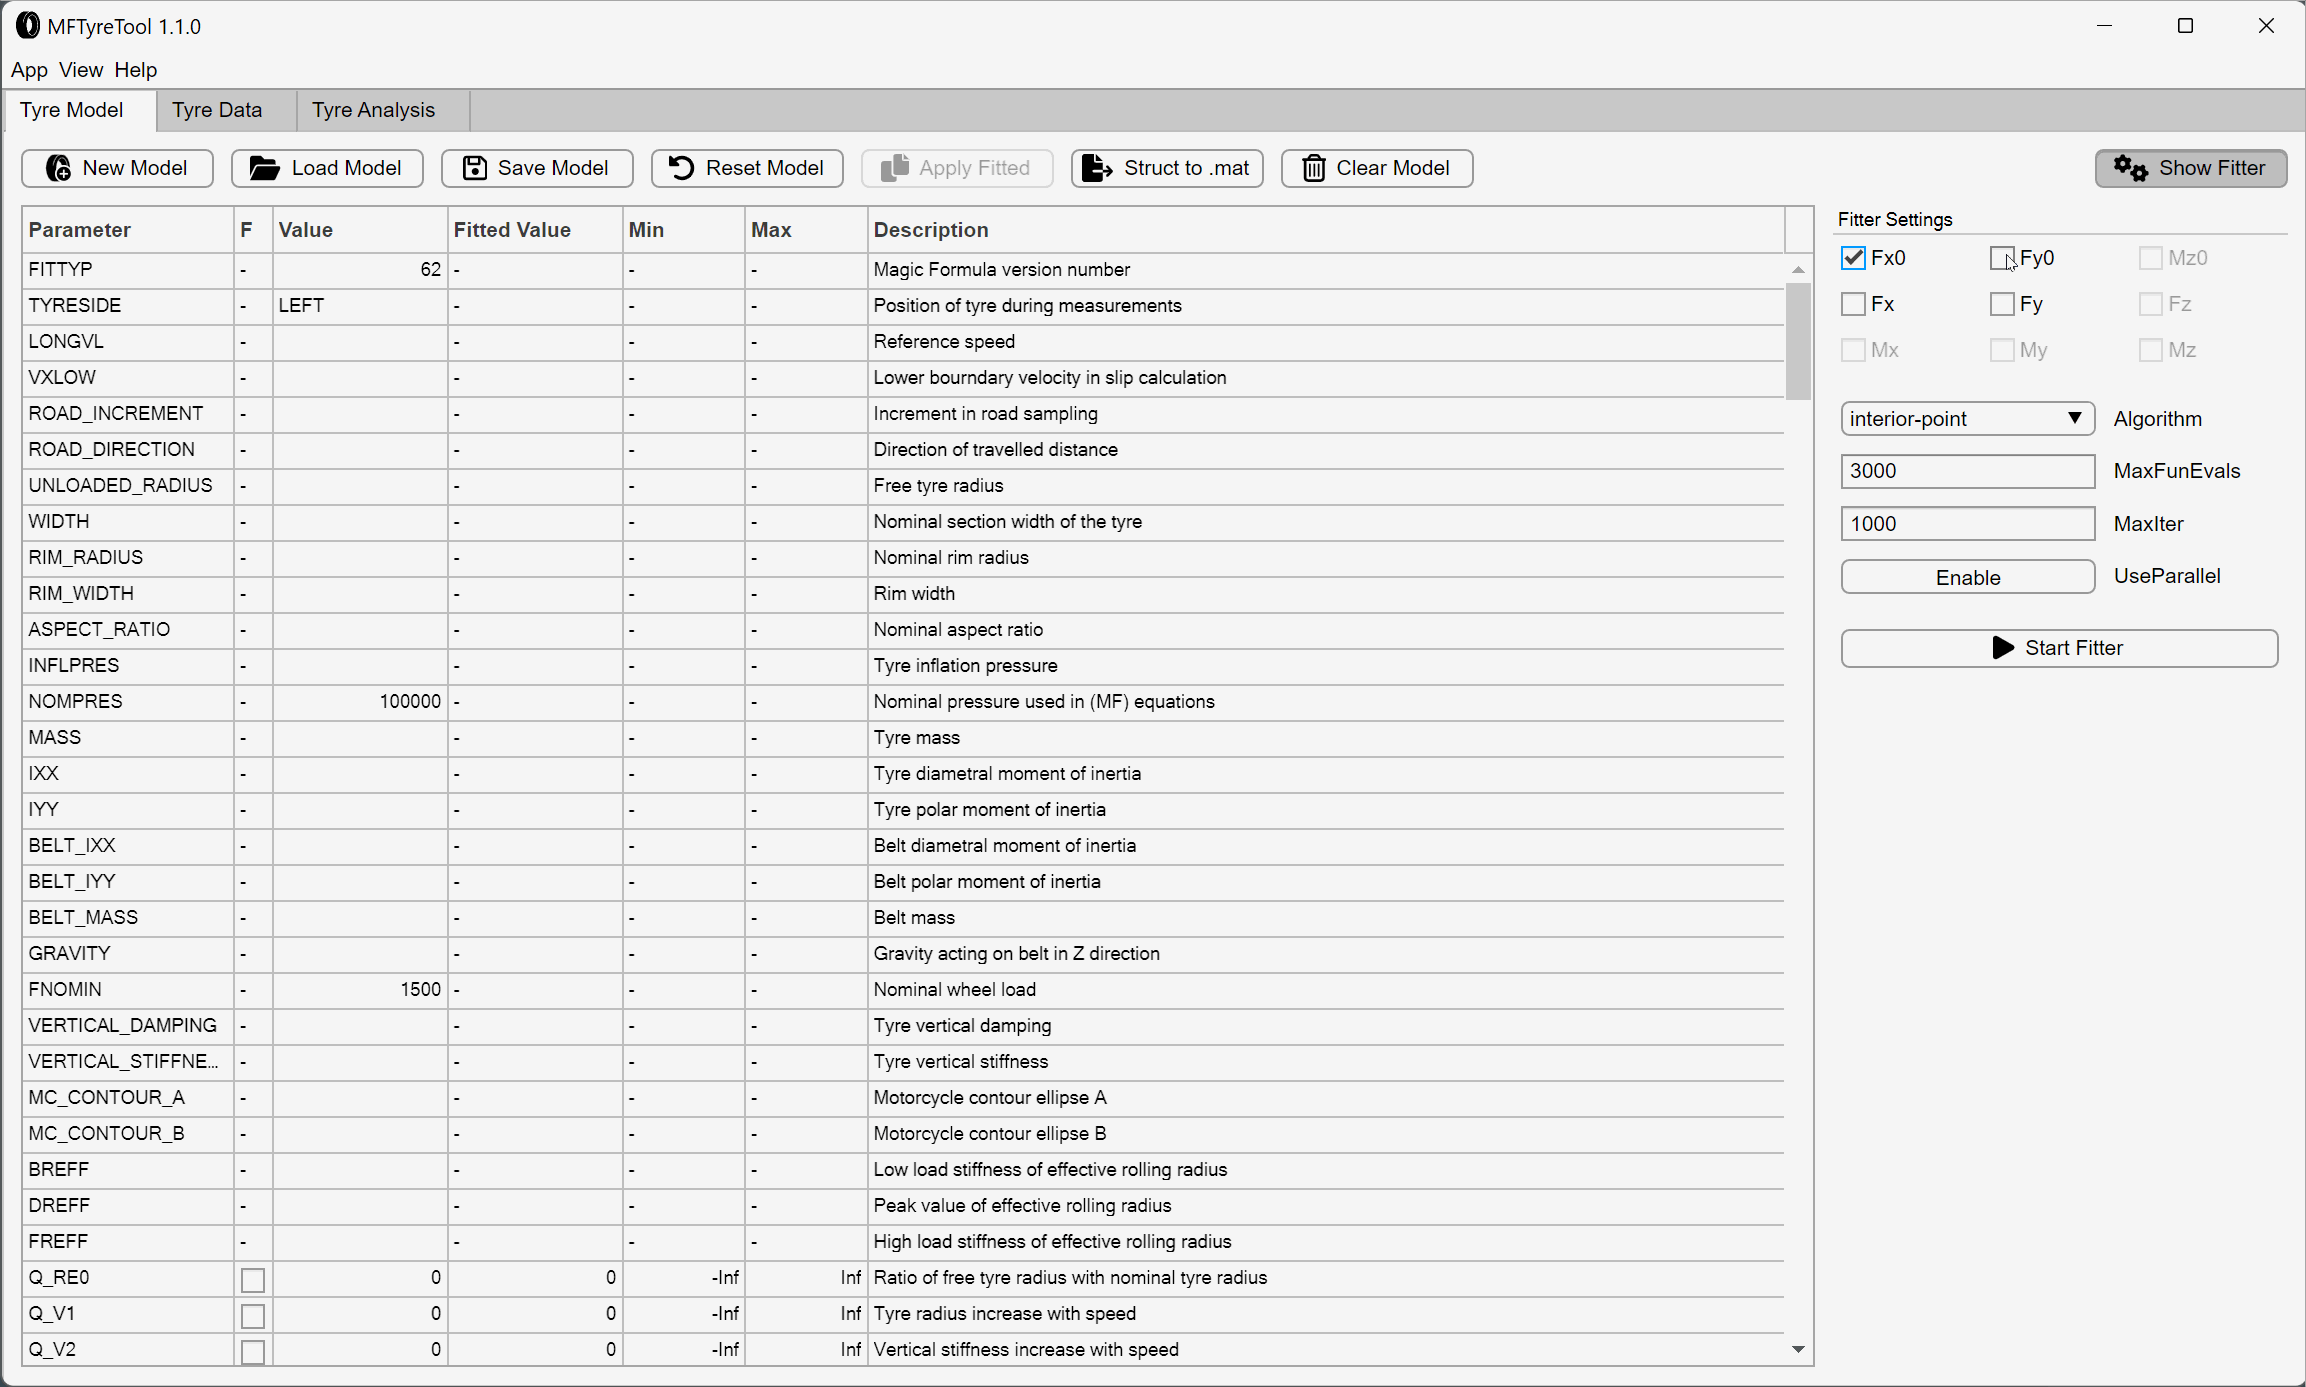 MFTyreTool 1.1.0
App View Help
Tyre Model Tyre Data Tyre Analysis
New Model Load Model Save Model Reset Model Apply Fitted Struct to .mat Clear Model Show Fitter
Parameter F Value Fitted Value Min Max Description
FITTYP - 62 - - - Magic Formula version number
TYRESIDE - LEFT - - - Position of tyre during measurements
LONGVL - - - - Reference speed
VXLOW - - - - Lower bourndary velocity in slip calculation
ROAD_INCREMENT - - - - Increment in road sampling
ROAD_DIRECTION - - - - Direction of travelled distance
UNLOADED_RADIUS - - - - Free tyre radius
WIDTH - - - - Nominal section width of the tyre
RIM_RADIUS - - - - Nominal rim radius
RIM_WIDTH - - - - Rim width
ASPECT_RATIO - - - - Nominal aspect ratio
INFLPRES - - - - Tyre inflation pressure
NOMPRES - 100000 - - - Nominal pressure used in (MF) equations
MASS - - - - Tyre mass
IXX - - - - Tyre diametral moment of inertia
IYY - - - - Tyre polar moment of inertia
BELT_IXX - - - - Belt diametral moment of inertia
BELT_IYY - - - - Belt polar moment of inertia
BELT_MASS - - - - Belt mass
GRAVITY - - - - Gravity acting on belt in Z direction
FNOMIN - 1500 - - - Nominal wheel load
VERTICAL_DAMPING - - - - Tyre vertical damping
VERTICAL_STIFFNE... - - - - Tyre vertical stiffness
MC_CONTOUR_A - - - - Motorcycle contour ellipse A
MC_CONTOUR_B - - - - Motorcycle contour ellipse B
BREFF - - - - Low load stiffness of effective rolling radius
DREFF - - - - Peak value of effective rolling radius
FREFF - - - - High load stiffness of effective rolling radius
Q_RE0 0 0 -Inf Inf Ratio of free tyre radius with nominal tyre radius
Q_V1 0 0 -Inf Inf Tyre radius increase with speed
Q_V2 0 0 -Inf Inf Vertical stiffness increase with speed
Fitter Settings
Fx0 Fy0 Mz0
Fx Fy Fz
Mx My Mz
interior-point Algorithm
3000 MaxFunEvals
1000 MaxIter
Enable UseParallel
Start Fitter